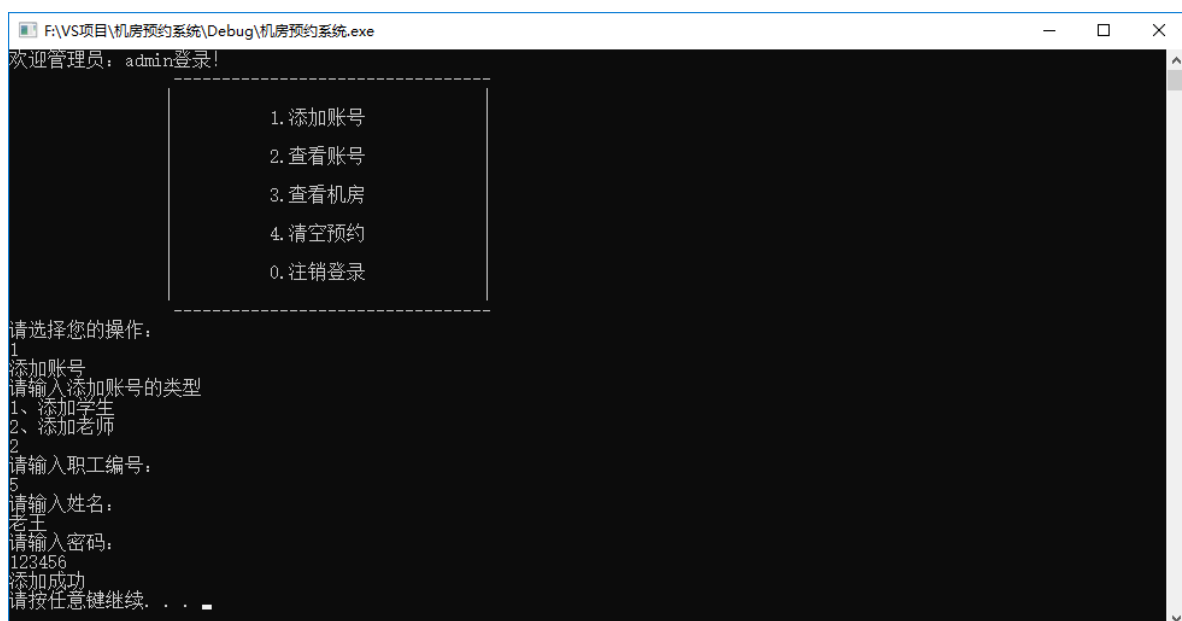 F:\VS项目\机房预约系统\Debug\机房预约系统.exe
欢迎管理员：admin登录！
---------------------------------
1.添加账号
2.查看账号
3.查看机房
4.清空预约
0.注销登录
---------------------------------
请选择您的操作：
1
添加账号
请输入添加账号的类型
1、添加学生
2、添加老师
2
请输入职工编号：
5
请输入姓名：
老王
请输入密码：
123456
添加成功
请按任意键继续. . .